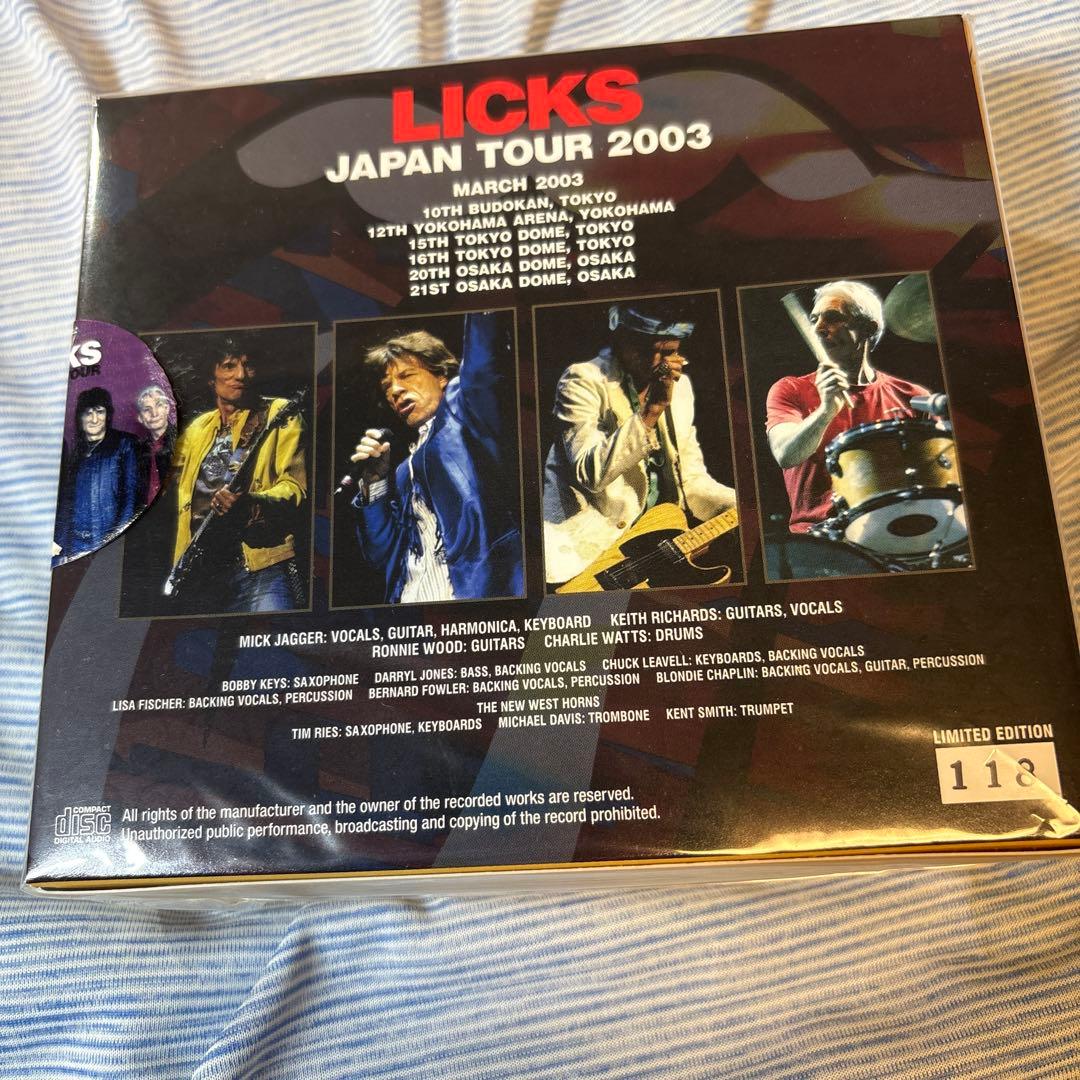 LICKS
JAPAN TOUR 2003
MARCH 2003
10TH BUDOKAN, TOKYO
12TH YOKOHAMA ARENA, YOKOHAMA
15TH TOKYO DOME, TOKYO
16TH TOKYO DOME, TOKYO
20TH OSAKA DOME, OSAKA
21ST OSAKA DOME, OSAKA
KS
OUR
MICK JAGGER: VOCALS, GUITAR, HARMONICA, KEYBOARD KEITH RICHARDS: GUITARS, VOCALS
RONNIE WOOD: GUITARS CHARLIE WATTS: DRUMS
BOBBY KEYS: SAXOPHONE DARRYL JONES: BASS, BACKING VOCALS CHUCK LEAVELL: KEYBOARDS, BACKING VOCALS
LISA FISCHER: BACKING VOCALS, PERCUSSION BERNARD FOWLER: BACKING VOCALS, PERCUSSION BLONDIE CHAPLIN: BACKING VOCALS, GUITAR, PERCUSSION
THE NEW WEST HORNS
TIM RIES: SAXOPHONE, KEYBOARDS MICHAEL DAVIS: TROMBONE KENT SMITH: TRUMPET
LIMITED EDITION
118
COMPACT
disc
DIGITAL AUDIO
All rights of the manufacturer and the owner of the recorded works are reserved.
Unauthorized public performance, broadcasting and copying of the record prohibited.